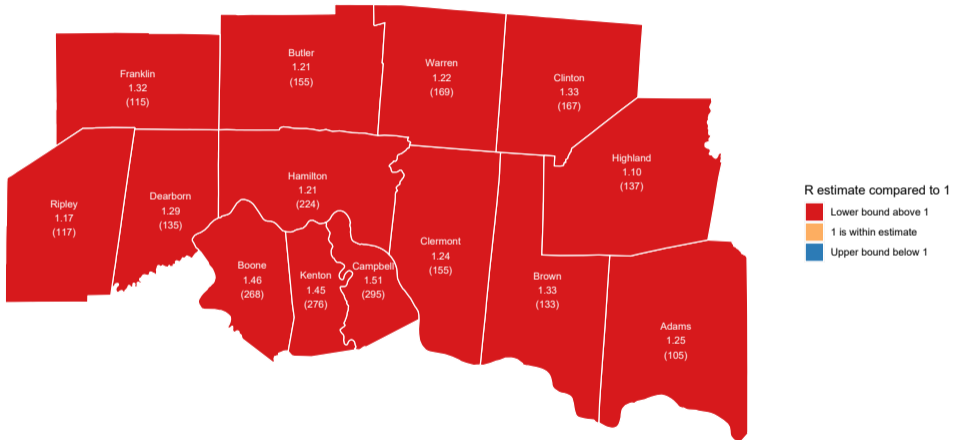 Franklin
1.32
(115)
Butler
1.21
(155)
Warren
1.22
(169)
Clinton
1.33
(167)
Highland
1.10
(137)
Ripley
1.17
(117)
Dearborn
1.29
(135)
Hamilton
1.21
(224)
Boone
1.46
(268)
Kenton
1.45
(276)
Campbell
1.51
(295)
Clermont
1.24
(155)
Brown
1.33
(133)
Adams
1.25
(105)
R estimate compared to 1
Lower bound above 1
1 is within estimate
Upper bound below 1